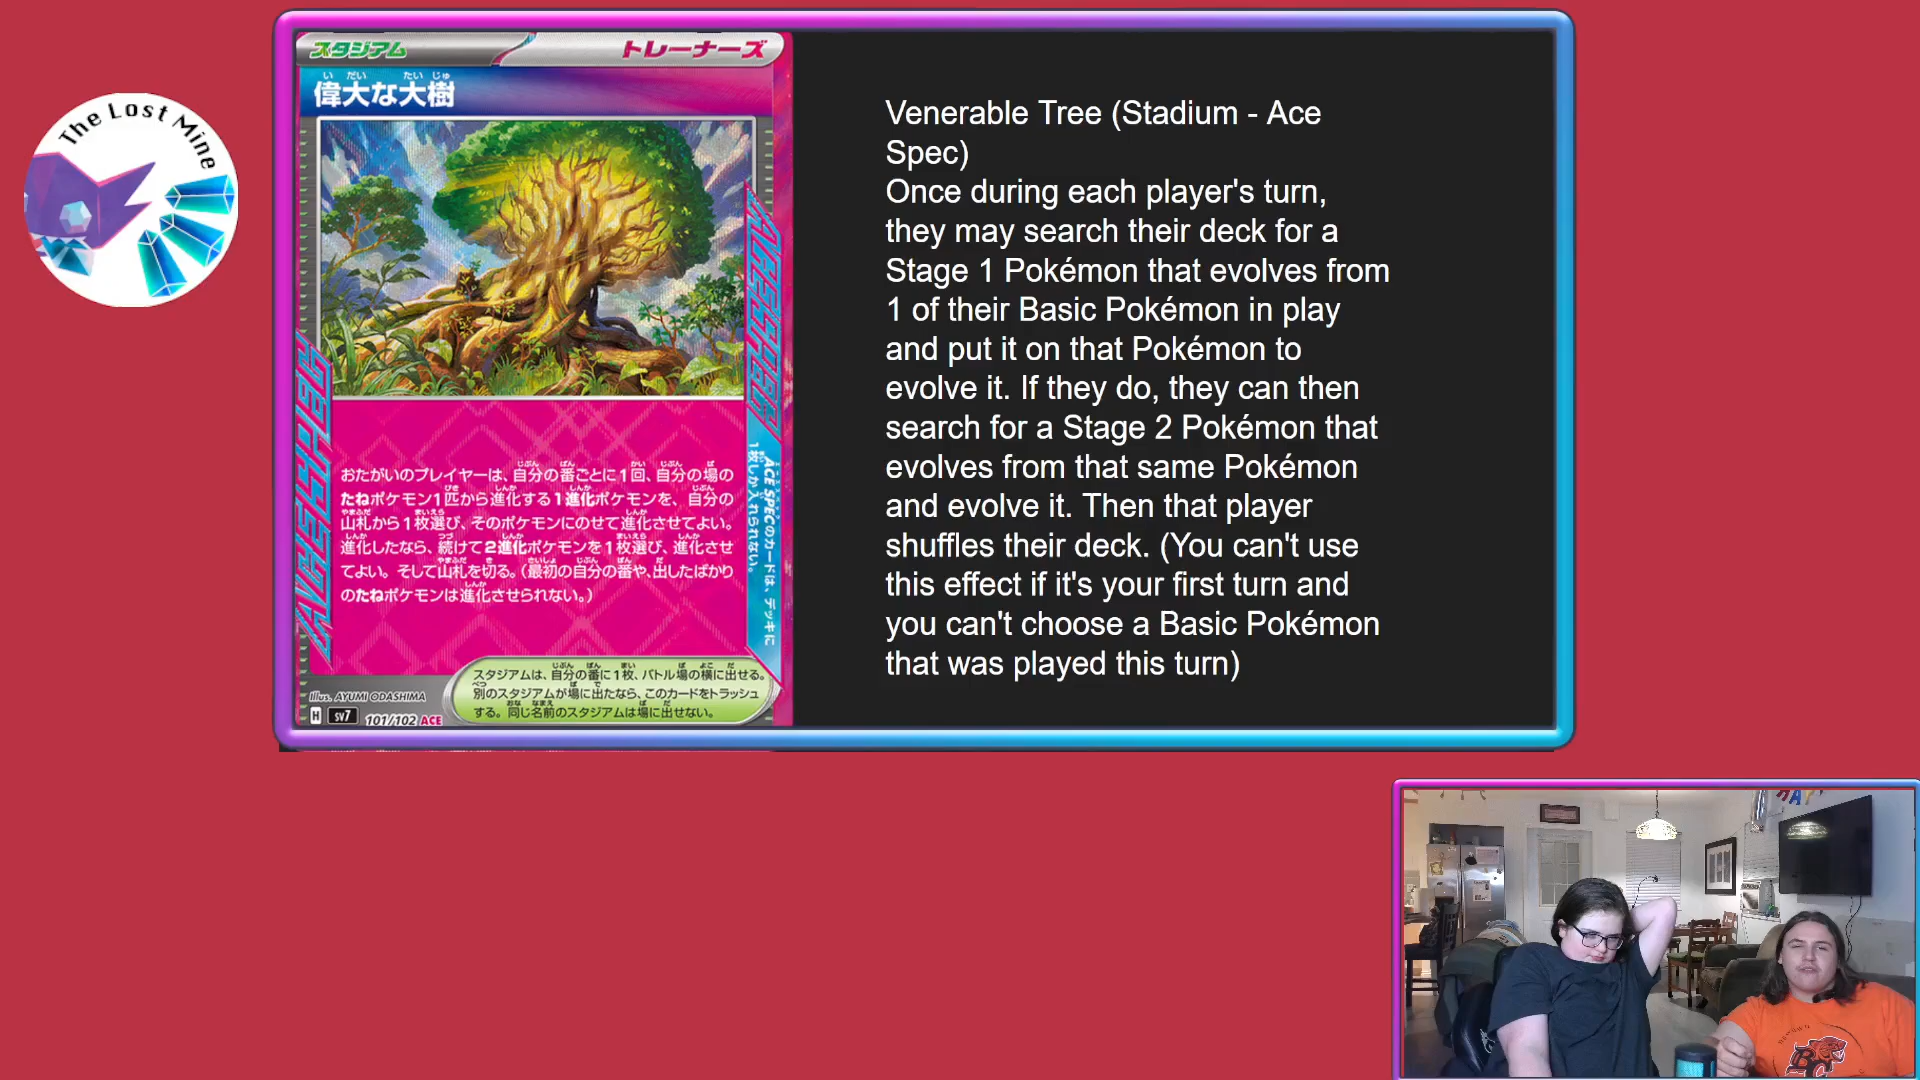 The Lost Mine
スタジアム
トレーナーズ
偉大な大樹
おたがいのプレイヤーは、自分の番ごとに1回、自分の場の
たねポケモン1匹から進化する1進化ポケモンを、自分の
山札から1枚選び、そのポケモンにのせて進化させてよい。
進化したなら、続けて2進化ポケモンを1枚選び、進化させ
てよい。そして山札を切る。(最初の自分の番や、出したばかり
のたねポケモンは進化させられない。)
ACE SPEC
ACE SPEC
ACE SPECのカードは、デッキに
1枚しか入れられない。
スタジアムは、自分の番に1枚、バトル場の横に出せる。
別のスタジアムが場に出たなら、このカードをトラッシュ
する。同じ名前のスタジアムは場に出せない。
Illus. AYUMI ODASHIMA
H sv7 101/102 ACE
Venerable Tree (Stadium - Ace
Spec)
Once during each player's turn,
they may search their deck for a
Stage 1 Pokémon that evolves from
1 of their Basic Pokémon in play
and put it on that Pokémon to
evolve it. If they do, they can then
search for a Stage 2 Pokémon that
evolves from that same Pokémon
and evolve it. Then that player
shuffles their deck. (You can't use
this effect if it's your first turn and
you can't choose a Basic Pokémon
that was played this turn)
BC